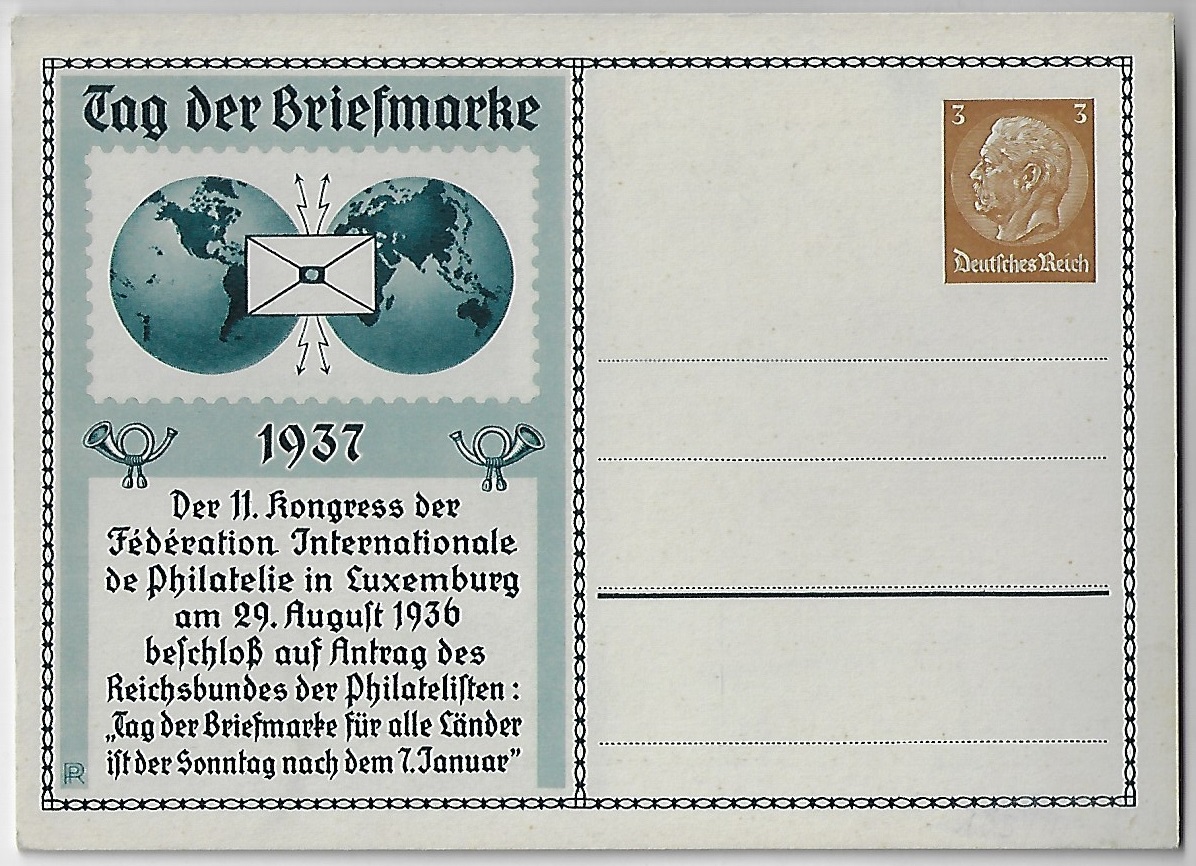 Tag der Briefmarke
1937
Der 11. Kongress der
Fédération Internationale
de Philatelie in Luxemburg
am 29. August 1936
beſchloß auf Antrag des
Reichsbundes der Philateliſten:
„Tag der Briefmarke für alle Länder
iſt der Sonntag nach dem 7. Januar”
PR
3 3
Deutſches Reich